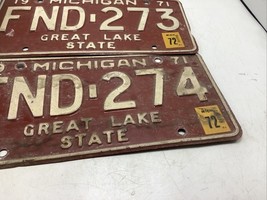 19 MICHIGAN 71
FND-273
72
GREAT LAKE
STATE
MICHIGAN 71
FND-274
72
GREAT LAKE
STATE